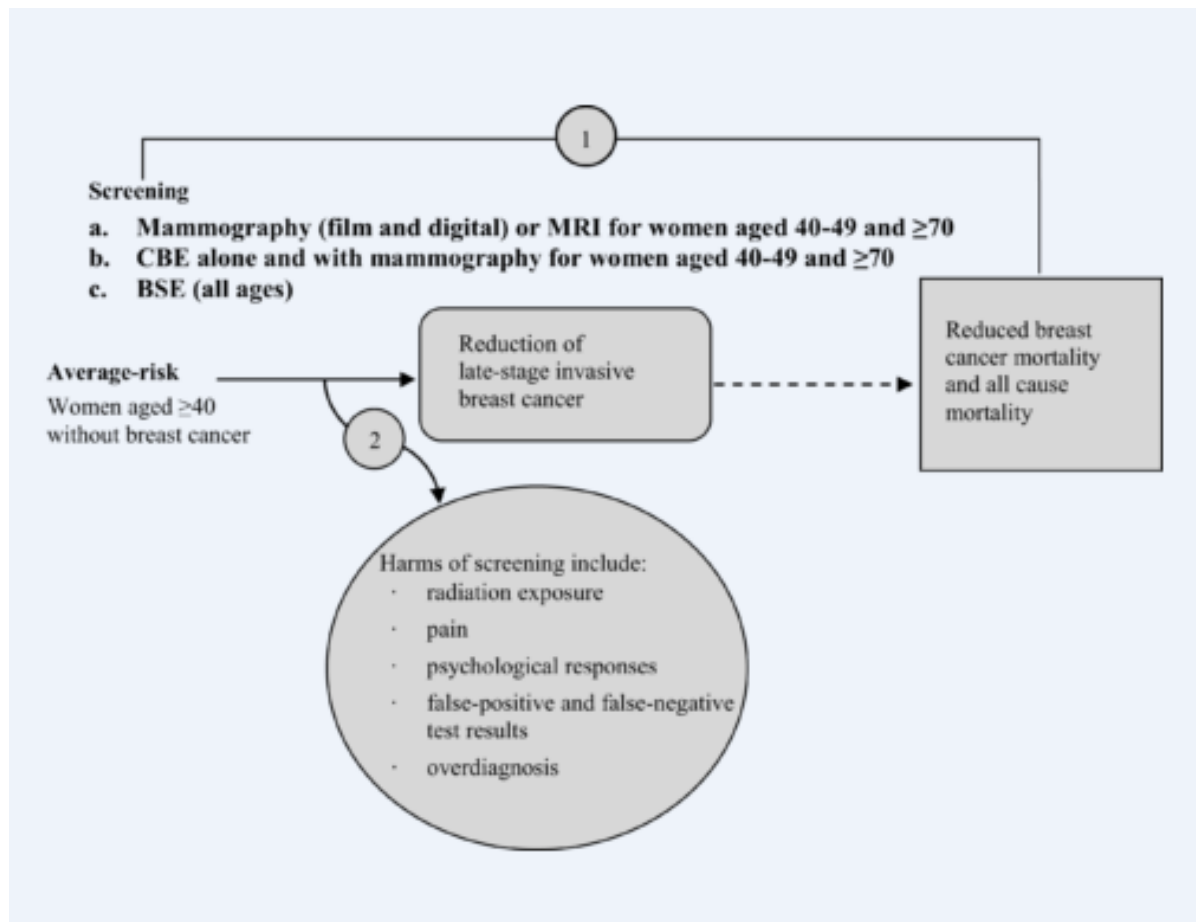 1
Screening
a. Mammography (film and digital) or MRI for women aged 40-49 and ≥70
b. CBE alone and with mammography for women aged 40-49 and ≥70
c. BSE (all ages)
Average-risk
Women aged ≥40
without breast cancer
Reduction of
late-stage invasive
breast cancer
Reduced breast
cancer mortality
and all cause
mortality
2
Harms of screening include:
· radiation exposure
· pain
· psychological responses
· false-positive and false-negative
test results
· overdiagnosis